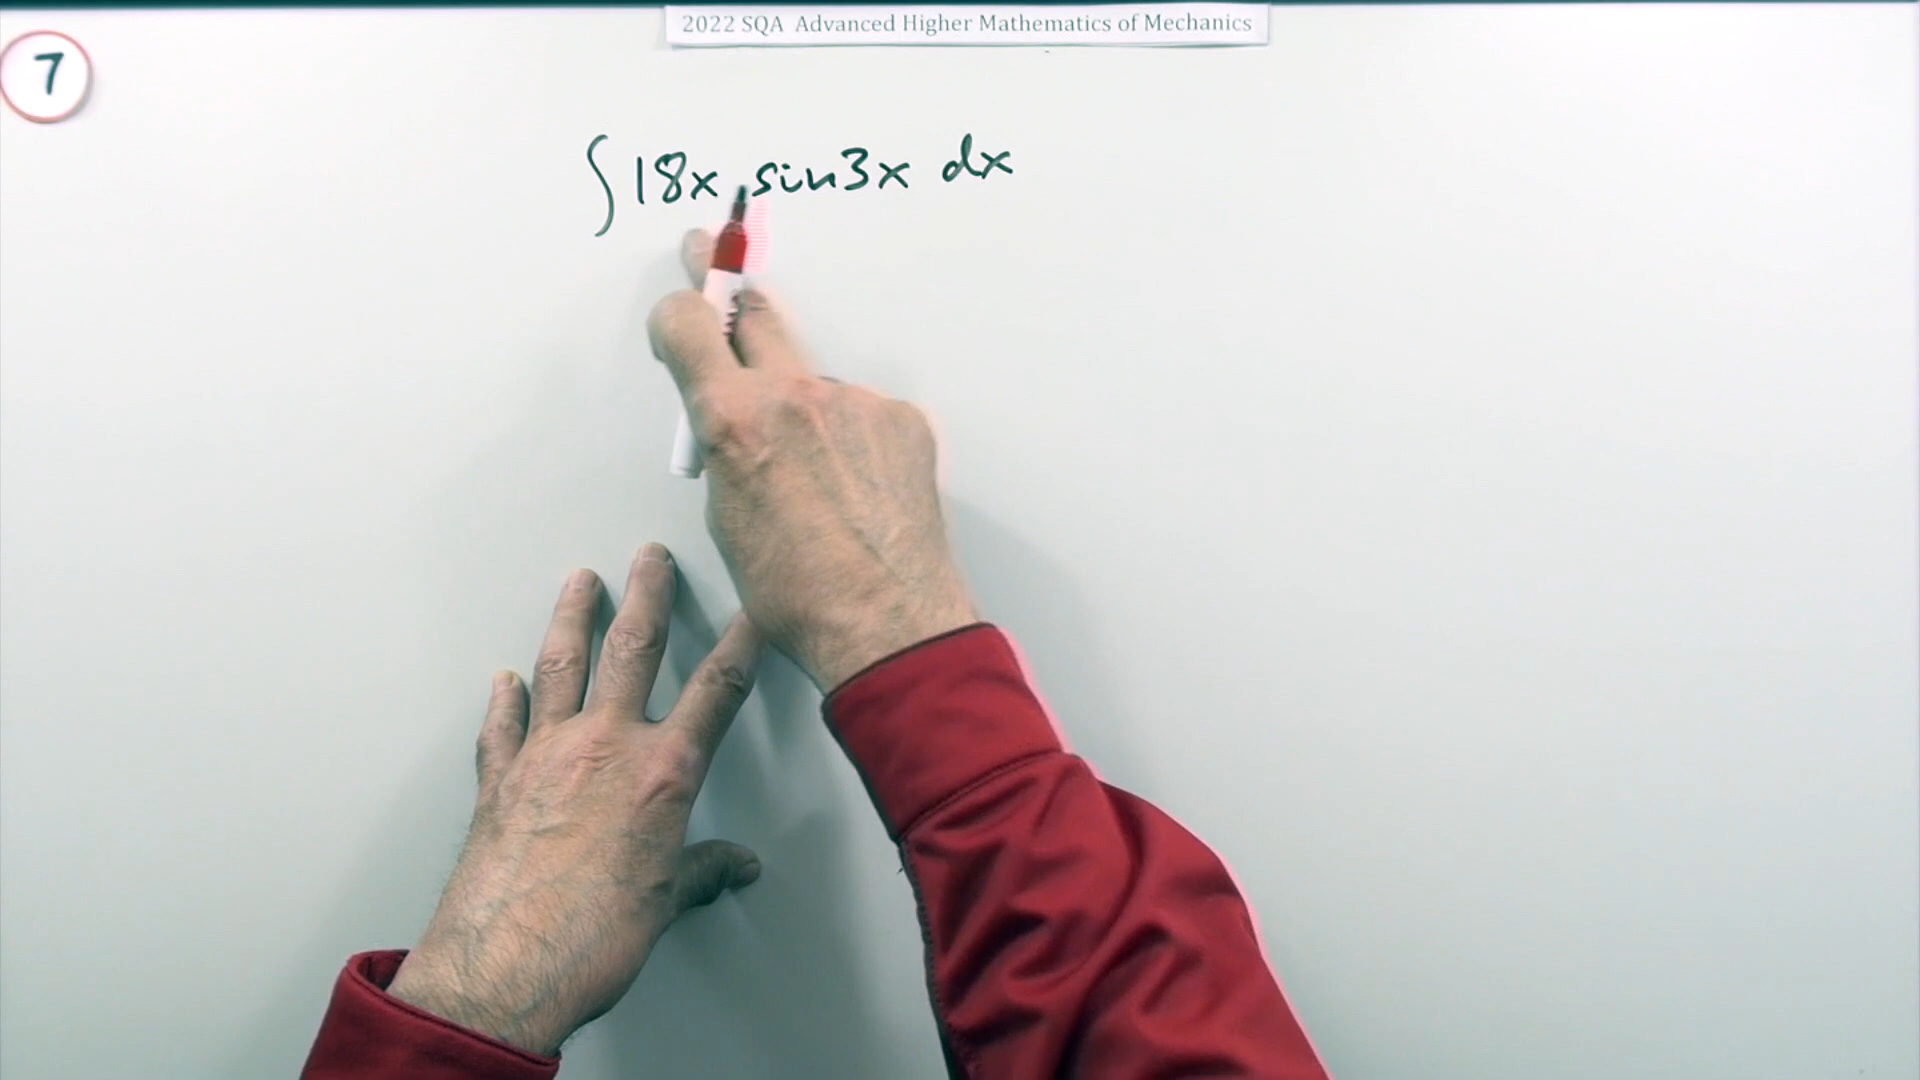 2022 SQA Advanced Higher Mathematics of Mechanics
7
∫18x sin3x dx